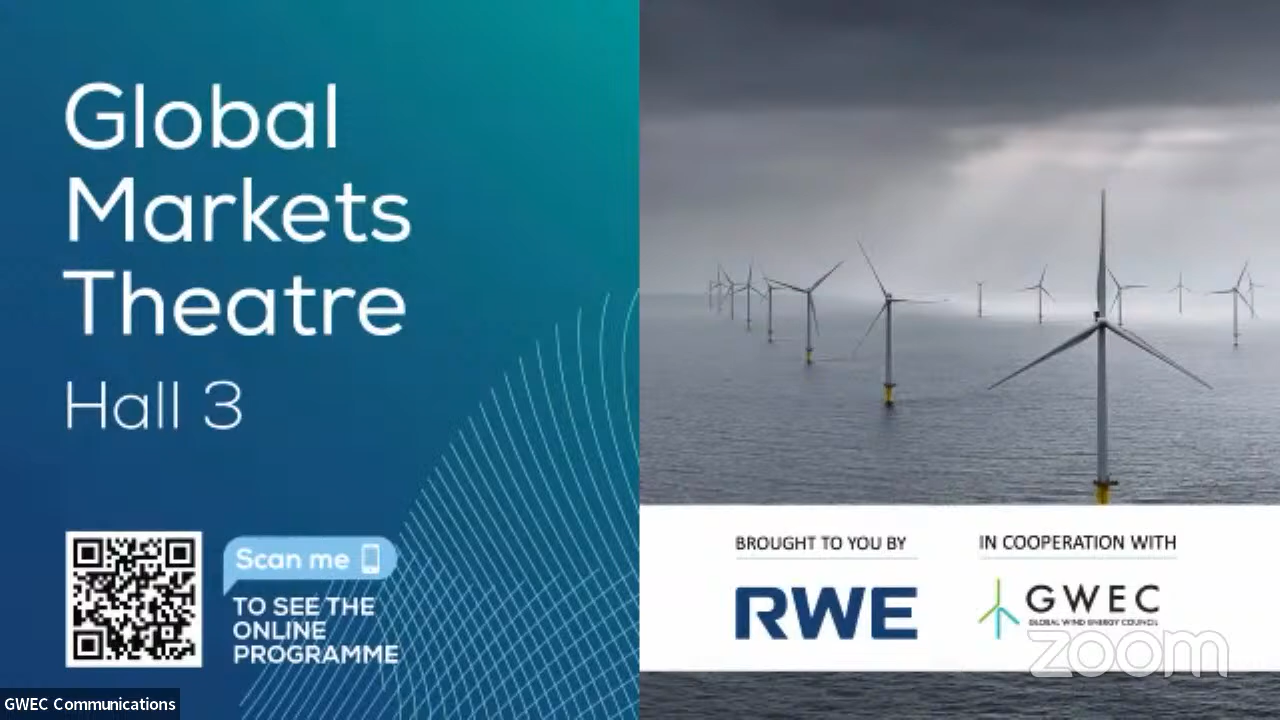 Global
Markets
Theatre
Hall 3
Scan me
TO SEE THE
ONLINE
PROGRAMME
BROUGHT TO YOU BY
RWE
IN COOPERATION WITH
GWEC
GLOBAL WIND ENERGY COUNCIL
zoom
GWEC Communications